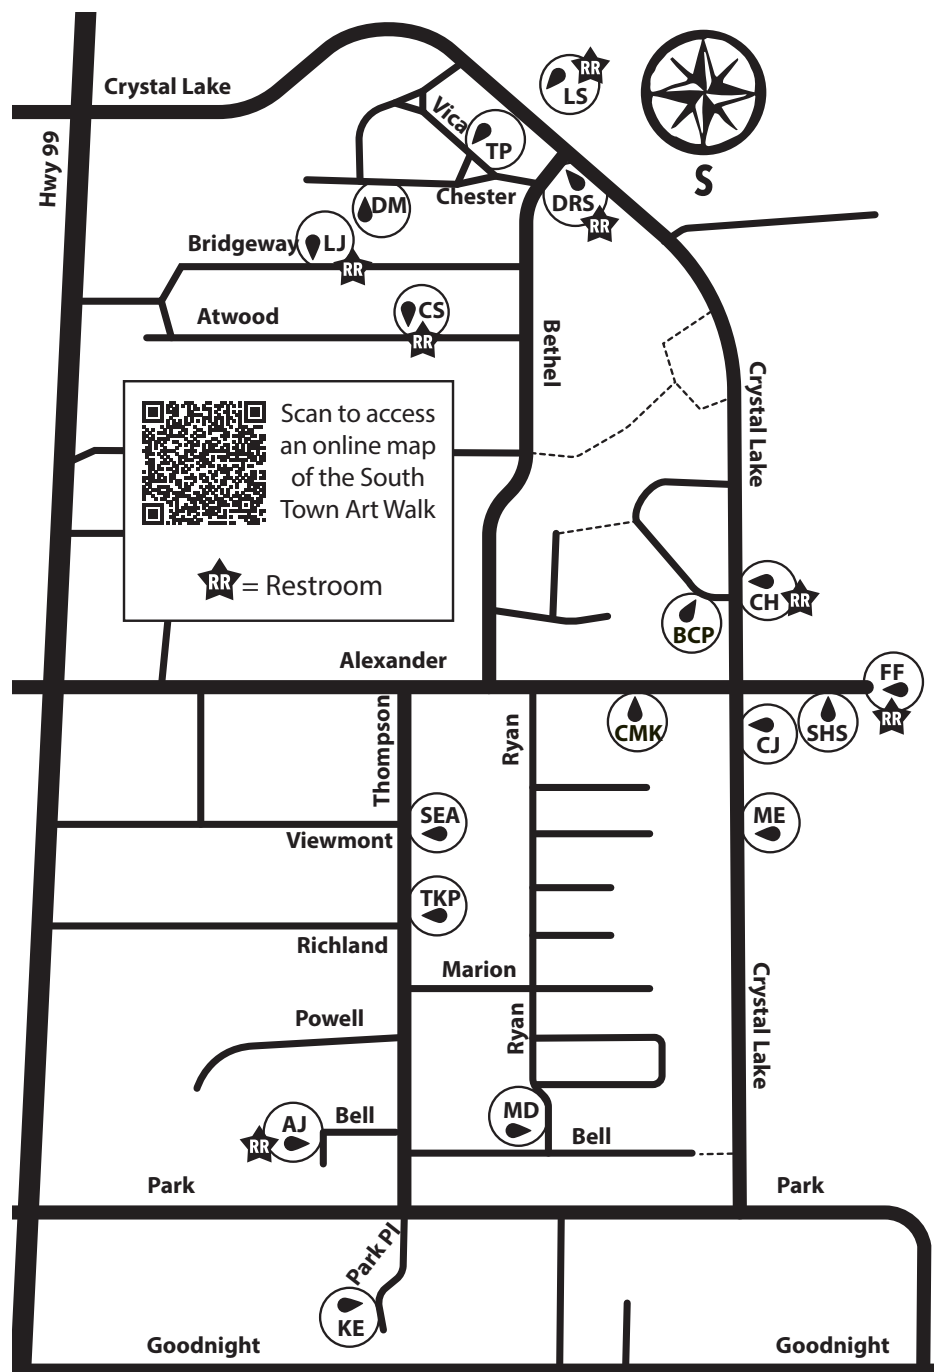 Crystal Lake
RR
LS
Hwy 99
Vica
TP
S
Chester
DRS
RR
DM
Bridgeway
LJ
RR
Atwood
CS
RR
Bethel
Crystal Lake
Scan to access
an online map
of the South
Town Art Walk
RR = Restroom
CH
RR
BCP
Alexander
FF
RR
Thompson
Ryan
CMK
CJ
SHS
SEA
ME
Viewmont
TKP
Richland
Marion
Crystal Lake
Powell
Ryan
AJ
RR
Bell
MD
Bell
Park
Park
Park Pl
KE
Goodnight
Goodnight